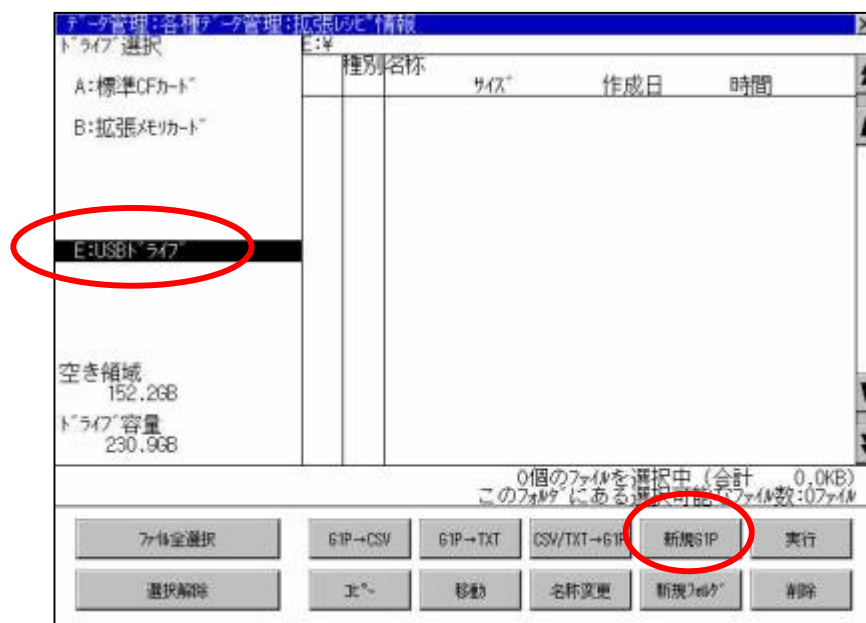 ﾃﾞｰﾀ管理:各種ﾃﾞｰﾀ管理:拡張ﾚｼﾋﾟ情報
ﾄﾞﾗｲﾌﾞ選択
E:¥
種別
名称
ｻｲｽﾞ
作成日
時間
A:標準CFｶｰﾄﾞ
B:拡張ﾒﾓﾘｶｰﾄﾞ
E:USBﾄﾞﾗｲﾌﾞ
空き領域
152.2GB
ﾄﾞﾗｲﾌﾞ容量
230.9GB
0個のﾌｧｲﾙを選択中 (合計 0.0KB)
このﾌｫﾙﾀﾞにある選択可能なﾌｧｲﾙ数:0ﾌｧｲﾙ
ﾌｧｲﾙ全選択
G1P→CSV
G1P→TXT
CSV/TXT→G1P
新規G1P
実行
選択解除
ｺﾋﾟｰ
移動
名称変更
新規ﾌｫﾙﾀﾞ
削除